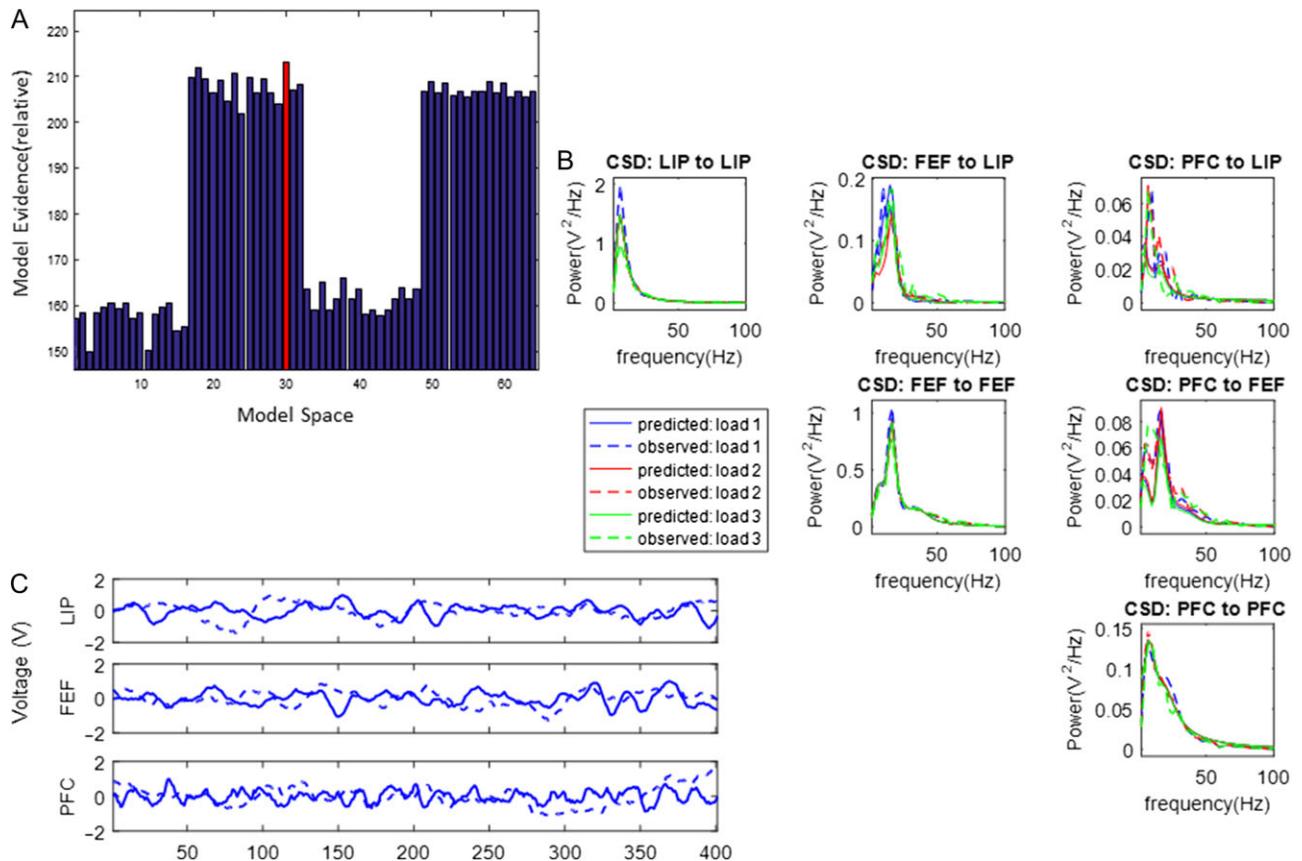 A
Model Evidence(relative)
220
210
200
190
180
170
160
150
10
20
30
40
50
60
Model Space
B
CSD: LIP to LIP
Power(V²/Hz)
2
1
0
50
100
frequency(Hz)
CSD: FEF to LIP
Power(V²/Hz)
0.2
0.1
0
50
100
frequency(Hz)
CSD: PFC to LIP
Power(V²/Hz)
0.06
0.04
0.02
0
50
100
frequency(Hz)
CSD: FEF to FEF
Power(V²/Hz)
1
0.5
0
50
100
frequency(Hz)
CSD: PFC to FEF
Power(V²/Hz)
0.08
0.06
0.04
0.02
0
50
100
frequency(Hz)
CSD: PFC to PFC
Power(V²/Hz)
0.15
0.1
0.05
0
50
100
frequency(Hz)
predicted: load 1
observed: load 1
predicted: load 2
observed: load 2
predicted: load 3
observed: load 3
C
Voltage (V)
LIP
2
0
−2
FEF
2
0
−2
PFC
2
0
−2
50
100
150
200
250
300
350
400